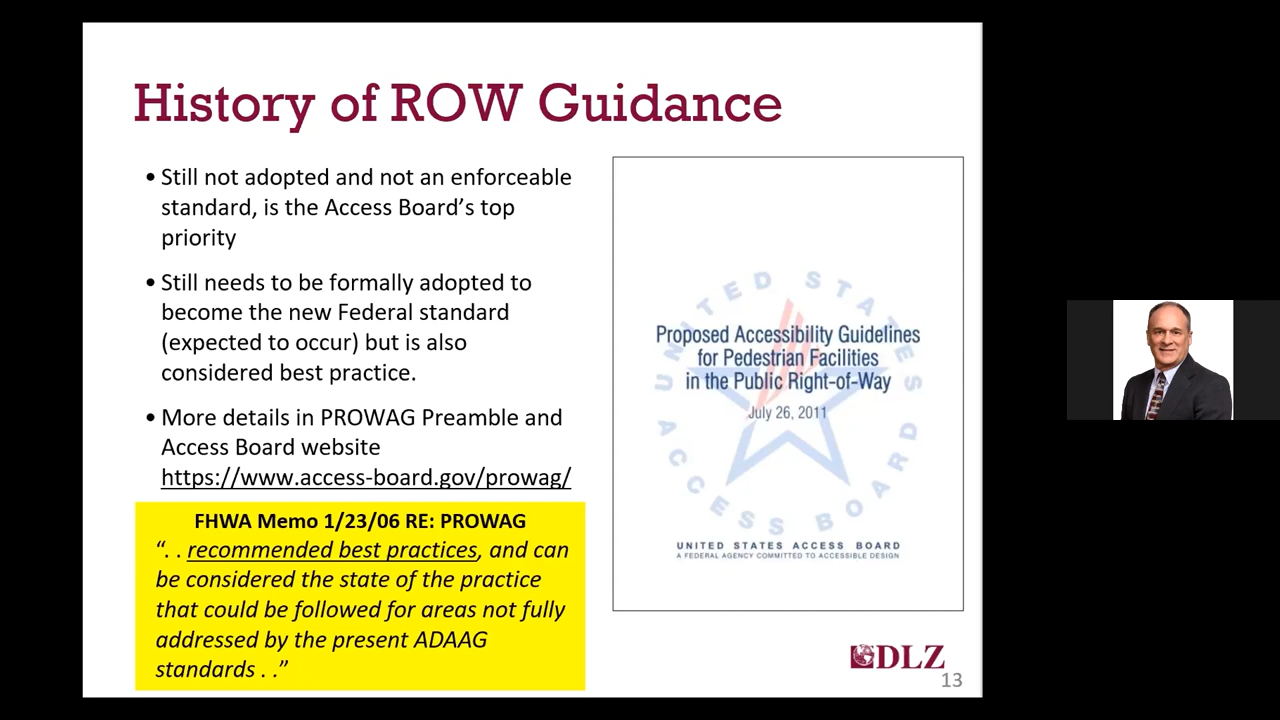 History of ROW Guidance
• Still not adopted and not an enforceable
standard, is the Access Board’s top
priority
• Still needs to be formally adopted to
become the new Federal standard
(expected to occur) but is also
considered best practice.
• More details in PROWAG Preamble and
Access Board website
https://www.access-board.gov/prowag/
FHWA Memo 1/23/06 RE: PROWAG
“. . recommended best practices, and can
be considered the state of the practice
that could be followed for areas not fully
addressed by the present ADAAG
standards . .”
UNITED STATES ACCESS BOARD
Proposed Accessibility Guidelines
for Pedestrian Facilities
in the Public Right-of-Way
July 26, 2011
UNITED STATES ACCESS BOARD
A FEDERAL AGENCY COMMITTED TO ACCESSIBLE DESIGN
DLZ
13